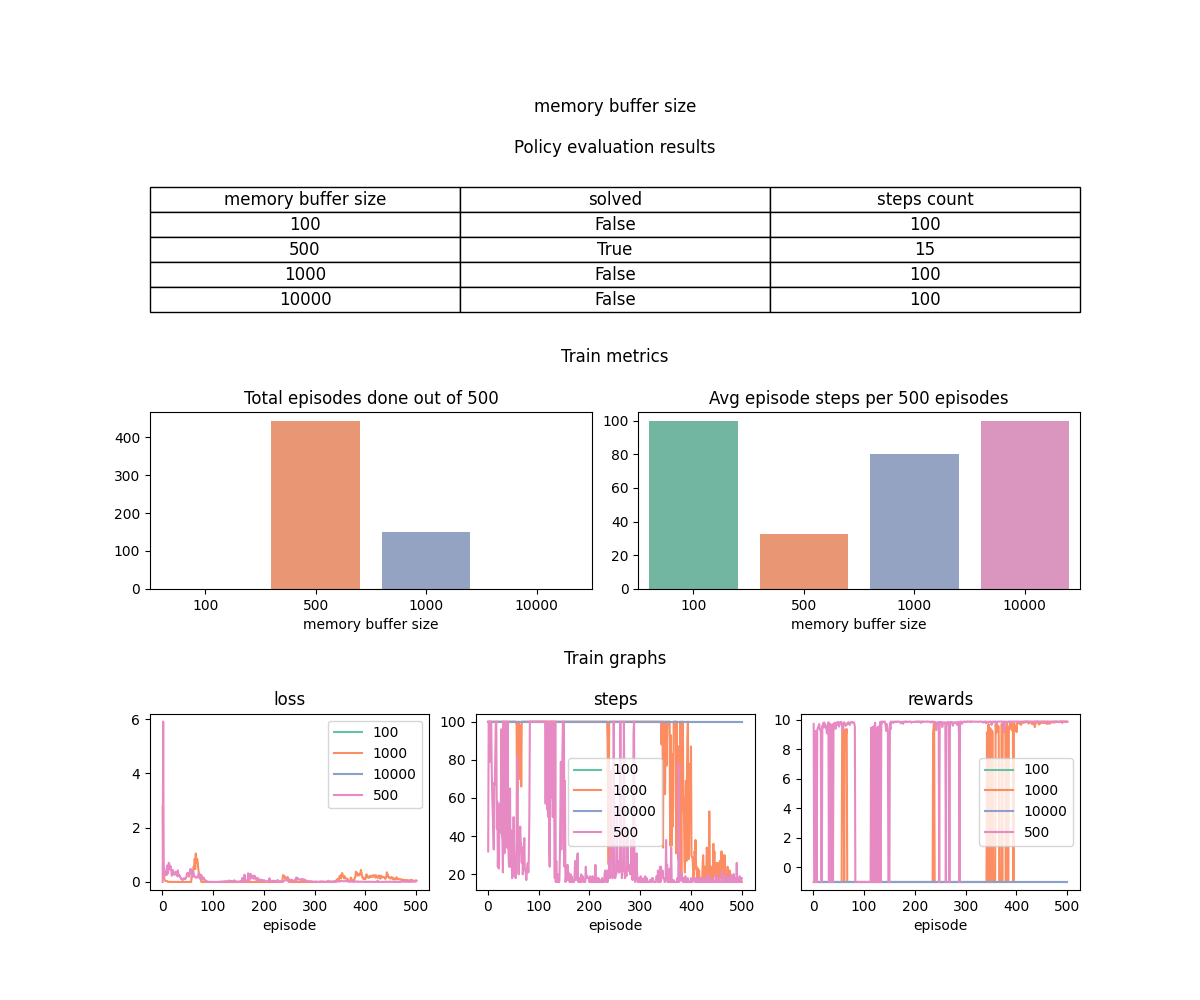 memory buffer size
Policy evaluation results
memory buffer size solved steps count
100 False 100
500 True 15
1000 False 100
10000 False 100
Train metrics
Total episodes done out of 500
400
300
200
100
0
100 500 1000 10000
memory buffer size
Avg episode steps per 500 episodes
100
80
60
40
20
0
100 500 1000 10000
memory buffer size
Train graphs
loss
6
4
2
0
100
1000
10000
500
0 100 200 300 400 500
episode
steps
100
80
60
40
20
100
1000
10000
500
0 100 200 300 400 500
episode
rewards
10
8
6
4
2
0
100
1000
10000
500
0 100 200 300 400 500
episode